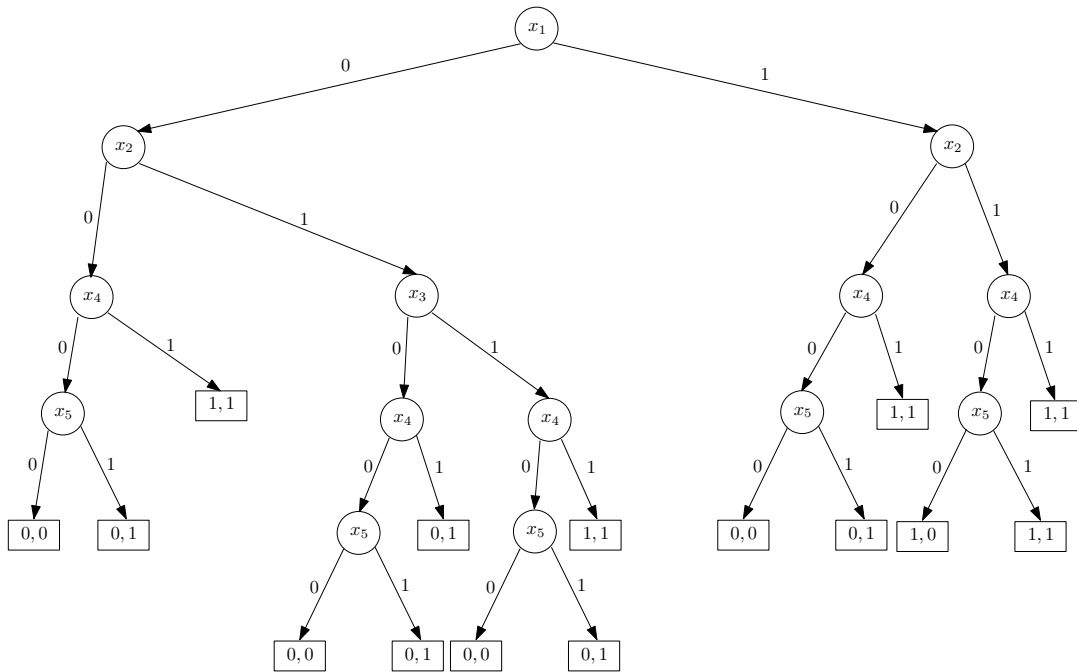 x₁
0 1
x₂ x₂
0 1 0 1
x₄ x₃ x₄ x₄
0 1 0 1 0 1 0 1
x₅ 1, 1 x₄ x₄ x₅ 1, 1 x₅ 1, 1
0 1 0 1 0 1 0 1 0 1
0, 0 0, 1 x₅ 0, 1 x₅ 1, 1 0, 0 0, 1 1, 0 1, 1
0 1 0 1
0, 0 0, 1 0, 0 0, 1